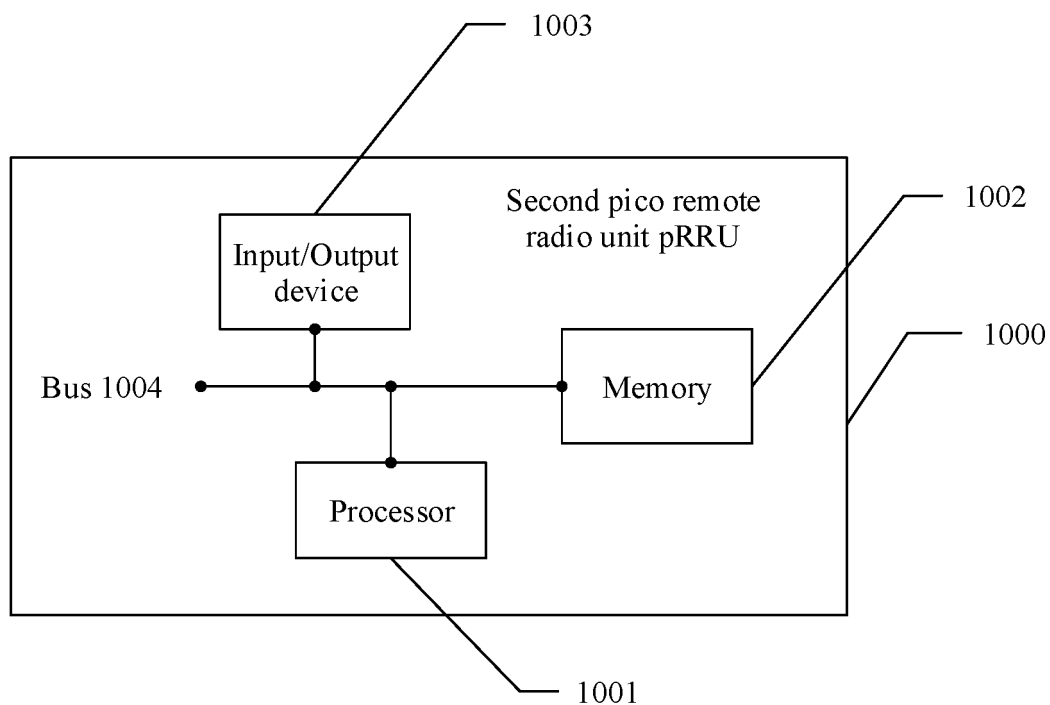 1003
Second pico remote
radio unit pRRU
1002
Input/Output
device
1000
Bus 1004
Memory
Processor
1001